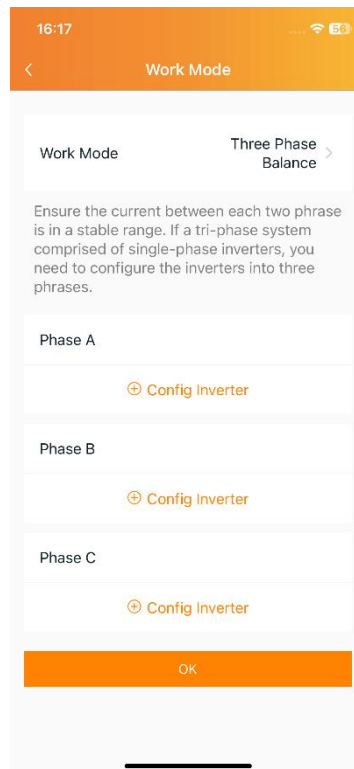 16:17
Work Mode
Work Mode
Three Phase
Balance
Ensure the current between each two phrase
is in a stable range. If a tri-phase system
comprised of single-phase inverters, you
need to configure the inverters into three
phrases.
Phase A
Config Inverter
Phase B
Config Inverter
Phase C
Config Inverter
OK